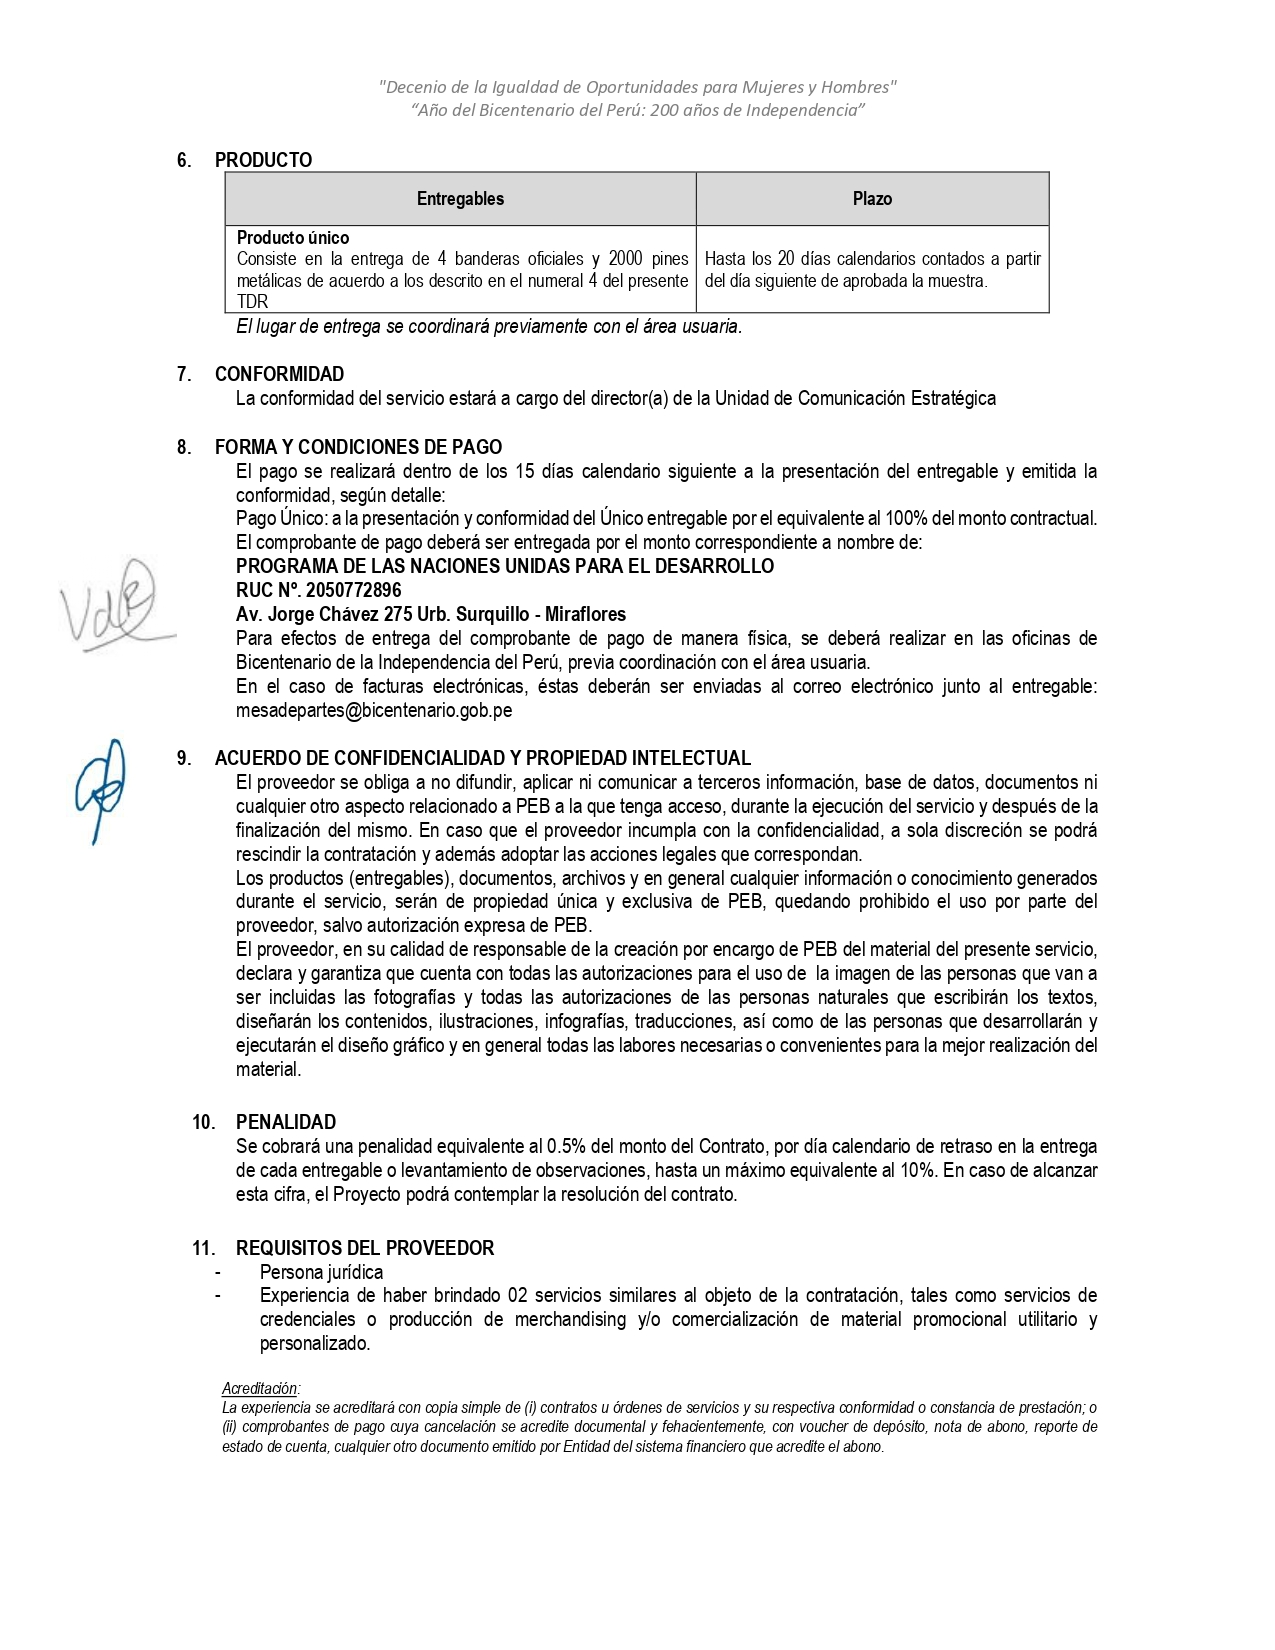 "Decenio de la Igualdad de Oportunidades para Mujeres y Hombres"
“Año del Bicentenario del Perú: 200 años de Independencia”
6. PRODUCTO
Entregables Plazo
Producto único
Consiste en la entrega de 4 banderas oficiales y 2000 pines
metálicas de acuerdo a los descrito en el numeral 4 del presente
TDR
Hasta los 20 días calendarios contados a partir
del día siguiente de aprobada la muestra.
El lugar de entrega se coordinará previamente con el área usuaria.
7. CONFORMIDAD
La conformidad del servicio estará a cargo del director(a) de la Unidad de Comunicación Estratégica
8. FORMA Y CONDICIONES DE PAGO
El pago se realizará dentro de los 15 días calendario siguiente a la presentación del entregable y emitida la
conformidad, según detalle:
Pago Único: a la presentación y conformidad del Único entregable por el equivalente al 100% del monto contractual.
El comprobante de pago deberá ser entregada por el monto correspondiente a nombre de:
PROGRAMA DE LAS NACIONES UNIDAS PARA EL DESARROLLO
RUC Nº. 2050772896
Av. Jorge Chávez 275 Urb. Surquillo - Miraflores
Para efectos de entrega del comprobante de pago de manera física, se deberá realizar en las oficinas de
Bicentenario de la Independencia del Perú, previa coordinación con el área usuaria.
En el caso de facturas electrónicas, éstas deberán ser enviadas al correo electrónico junto al entregable:
mesadepartes@bicentenario.gob.pe
9. ACUERDO DE CONFIDENCIALIDAD Y PROPIEDAD INTELECTUAL
El proveedor se obliga a no difundir, aplicar ni comunicar a terceros información, base de datos, documentos ni
cualquier otro aspecto relacionado a PEB a la que tenga acceso, durante la ejecución del servicio y después de la
finalización del mismo. En caso que el proveedor incumpla con la confidencialidad, a sola discreción se podrá
rescindir la contratación y además adoptar las acciones legales que correspondan.
Los productos (entregables), documentos, archivos y en general cualquier información o conocimiento generados
durante el servicio, serán de propiedad única y exclusiva de PEB, quedando prohibido el uso por parte del
proveedor, salvo autorización expresa de PEB.
El proveedor, en su calidad de responsable de la creación por encargo de PEB del material del presente servicio,
declara y garantiza que cuenta con todas las autorizaciones para el uso de la imagen de las personas que van a
ser incluidas las fotografías y todas las autorizaciones de las personas naturales que escribirán los textos,
diseñarán los contenidos, ilustraciones, infografías, traducciones, así como de las personas que desarrollarán y
ejecutarán el diseño gráfico y en general todas las labores necesarias o convenientes para la mejor realización del
material.
10. PENALIDAD
Se cobrará una penalidad equivalente al 0.5% del monto del Contrato, por día calendario de retraso en la entrega
de cada entregable o levantamiento de observaciones, hasta un máximo equivalente al 10%. En caso de alcanzar
esta cifra, el Proyecto podrá contemplar la resolución del contrato.
11. REQUISITOS DEL PROVEEDOR
- Persona jurídica
- Experiencia de haber brindado 02 servicios similares al objeto de la contratación, tales como servicios de
credenciales o producción de merchandising y/o comercialización de material promocional utilitario y
personalizado.
Acreditación:
La experiencia se acreditará con copia simple de (i) contratos u órdenes de servicios y su respectiva conformidad o constancia de prestación; o
(ii) comprobantes de pago cuya cancelación se acredite documental y fehacientemente, con voucher de depósito, nota de abono, reporte de
estado de cuenta, cualquier otro documento emitido por Entidad del sistema financiero que acredite el abono.